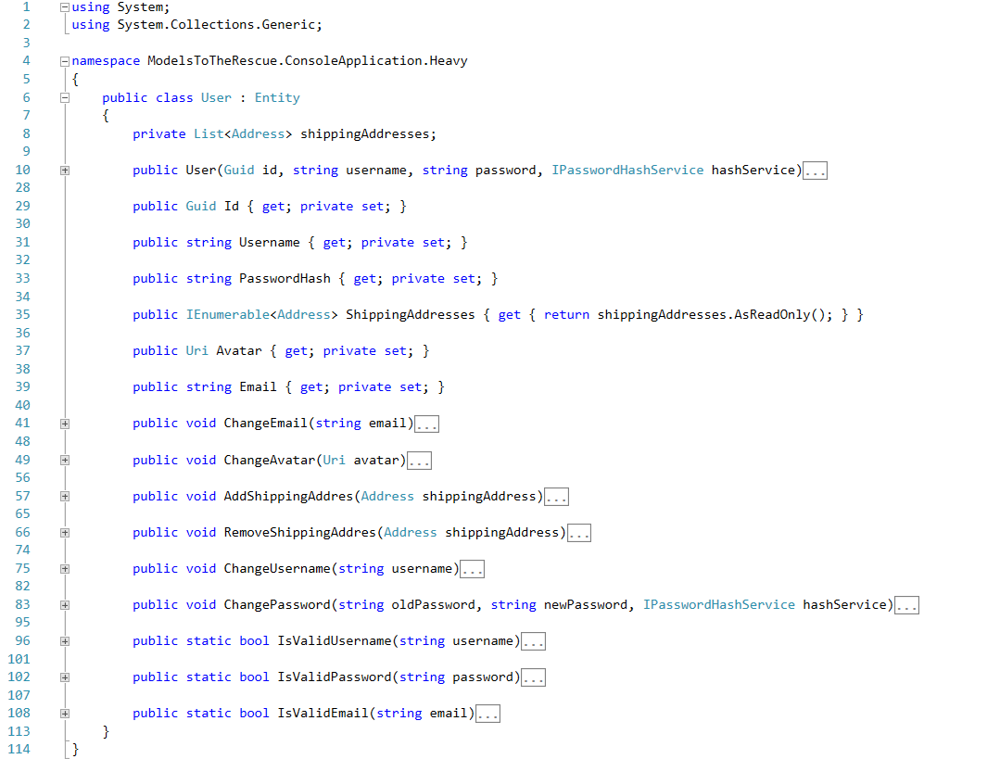 1 using System;
2 using System.Collections.Generic;
3
4 namespace ModelsToTheRescue.ConsoleApplication.Heavy
5 {
6     public class User : Entity
7     {
8         private List<Address> shippingAddresses;
9
10         public User(Guid id, string username, string password, IPasswordHashService hashService)...
28
29         public Guid Id { get; private set; }
30
31         public string Username { get; private set; }
32
33         public string PasswordHash { get; private set; }
34
35         public IEnumerable<Address> ShippingAddresses { get { return shippingAddresses.AsReadOnly(); } }
36
37         public Uri Avatar { get; private set; }
38
39         public string Email { get; private set; }
40
41         public void ChangeEmail(string email)...
48
49         public void ChangeAvatar(Uri avatar)...
56
57         public void AddShippingAddres(Address shippingAddress)...
65
66         public void RemoveShippingAddres(Address shippingAddress)...
74
75         public void ChangeUsername(string username)...
82
83         public void ChangePassword(string oldPassword, string newPassword, IPasswordHashService hashService)...
95
96         public static bool IsValidUsername(string username)...
101
102         public static bool IsValidPassword(string password)...
107
108         public static bool IsValidEmail(string email)...
113     }
114 }